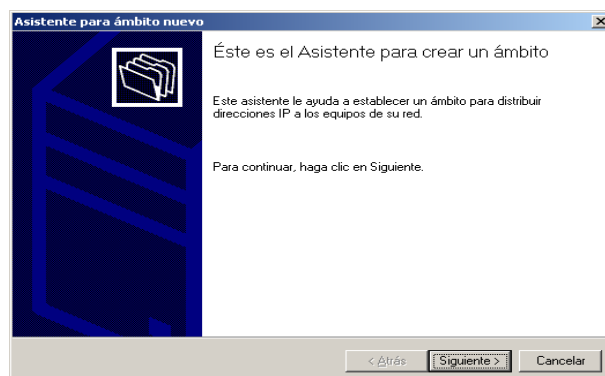 Asistente para ámbito nuevo
Éste es el Asistente para crear un ámbito
Este asistente le ayuda a establecer un ámbito para distribuir
direcciones IP a los equipos de su red.
Para continuar, haga clic en Siguiente.
< Atrás
Siguiente >
Cancelar